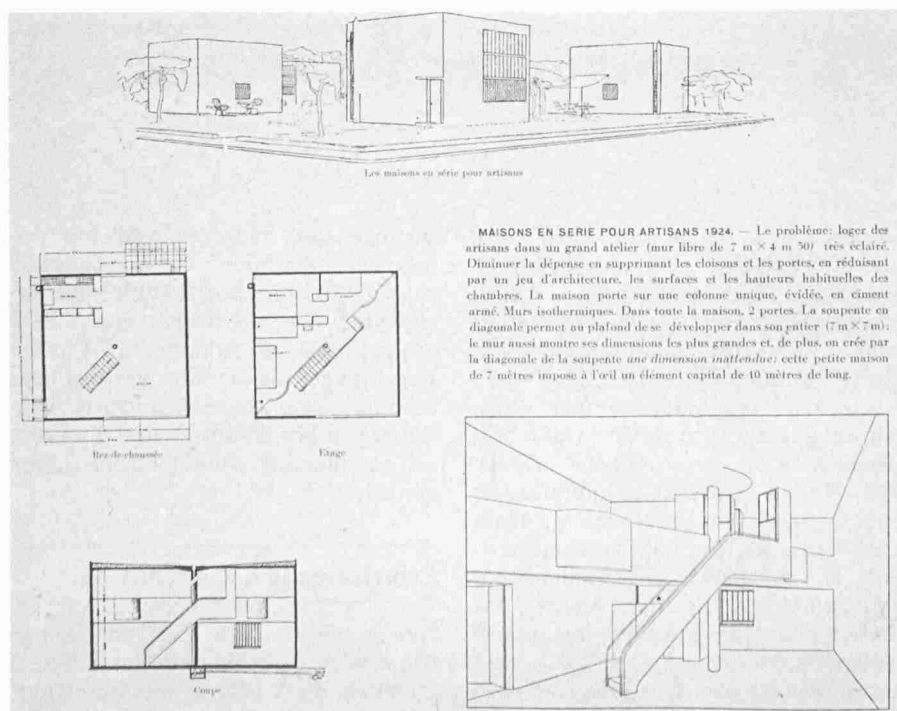 Les maisons en série pour artisans
MAISONS EN SERIE POUR ARTISANS 1924. — Le problème: loger des
artisans dans un grand atelier (mur libre de 7 m × 4 m 50) très éclairé.
Diminuer la dépense en supprimant les cloisons et les portes, en réduisant
par un jeu d'architecture, les surfaces et les hauteurs habituelles des
chambres. La maison porte sur une colonne unique, évidée, en ciment
armé. Murs isothermiques. Dans toute la maison, 2 portes. La soupente en
diagonale permet au plafond de se développer dans son entier (7 m × 7 m);
le mur aussi montre ses dimensions les plus grandes et, de plus, on crée par
la diagonale de la soupente une dimension inattendue: cette petite maison
de 7 mètres impose à l'œil un élément capital de 10 mètres de long.
Rez-de-chaussée
Etage
Coupe